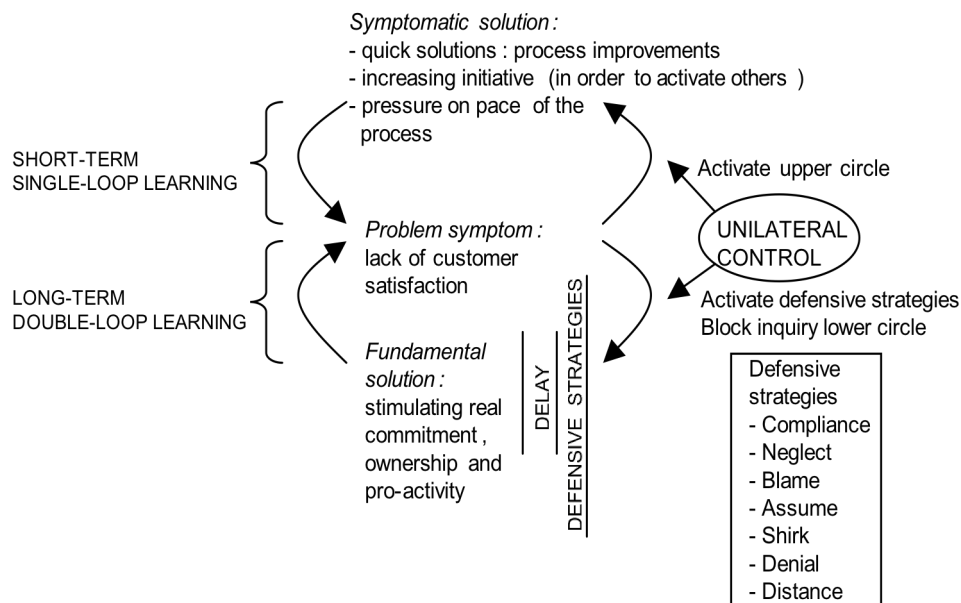 Symptomatic solution :
- quick solutions : process improvements
- increasing initiative (in order to activate others )
- pressure on pace of the
process
SHORT-TERM
SINGLE-LOOP LEARNING
Activate upper circle
UNILATERAL
CONTROL
Problem symptom :
lack of customer
satisfaction
LONG-TERM
DOUBLE-LOOP LEARNING
Activate defensive strategies
Block inquiry lower circle
Fundamental
solution :
stimulating real
commitment ,
ownership and
pro-activity
DELAY
DEFENSIVE STRATEGIES
Defensive
strategies
- Compliance
- Neglect
- Blame
- Assume
- Shirk
- Denial
- Distance